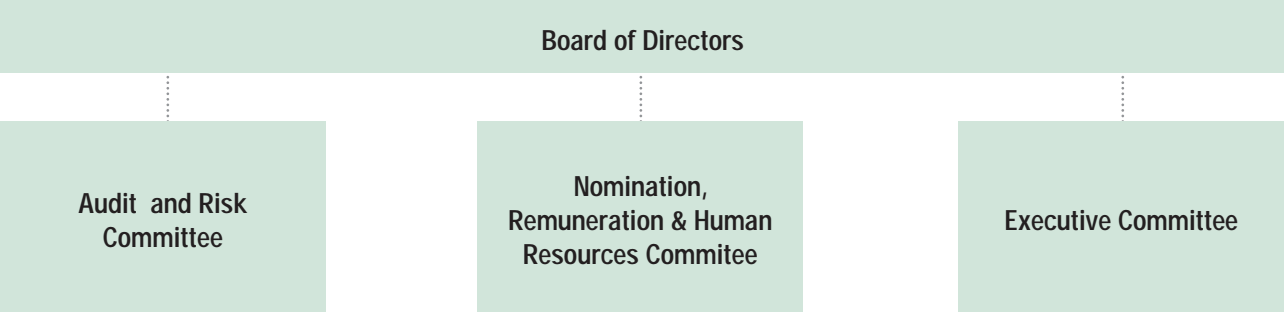 Board of Directors
Audit and Risk
Committee
Nomination,
Remuneration & Human
Resources Commitee
Executive Committee